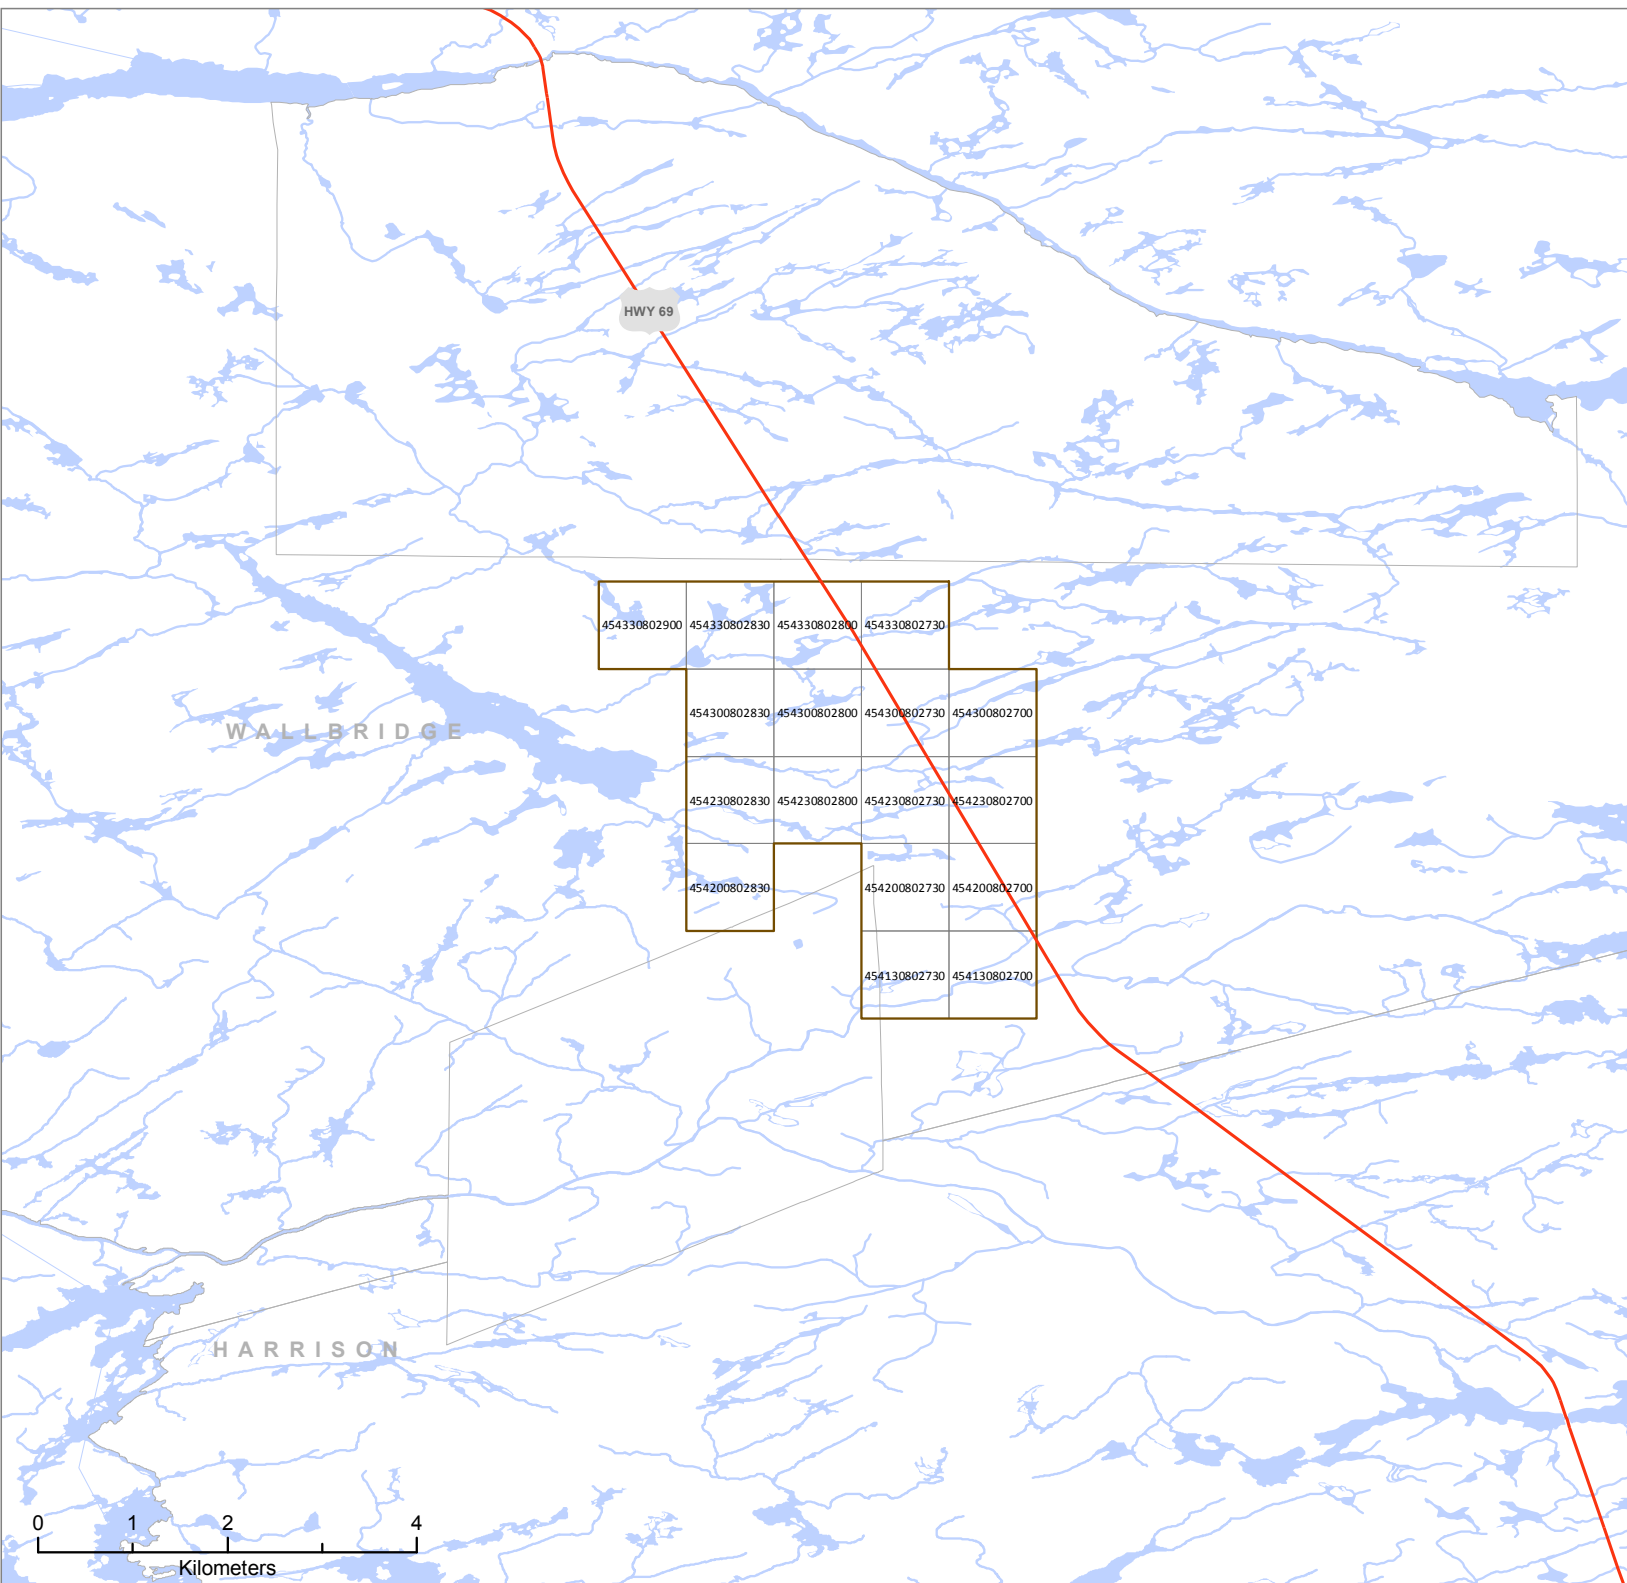 HWY 69
454330802900 454330802830 454330802800 454330802730
454300802830 454300802800 454300802730 454300802700
WALLBRIDGE
454230802830 454230802800 454230802730 454230802700
454200802830 454200802730 454200802700
454130802730 454130802700
HARRISON
0 1 2 4
Kilometers